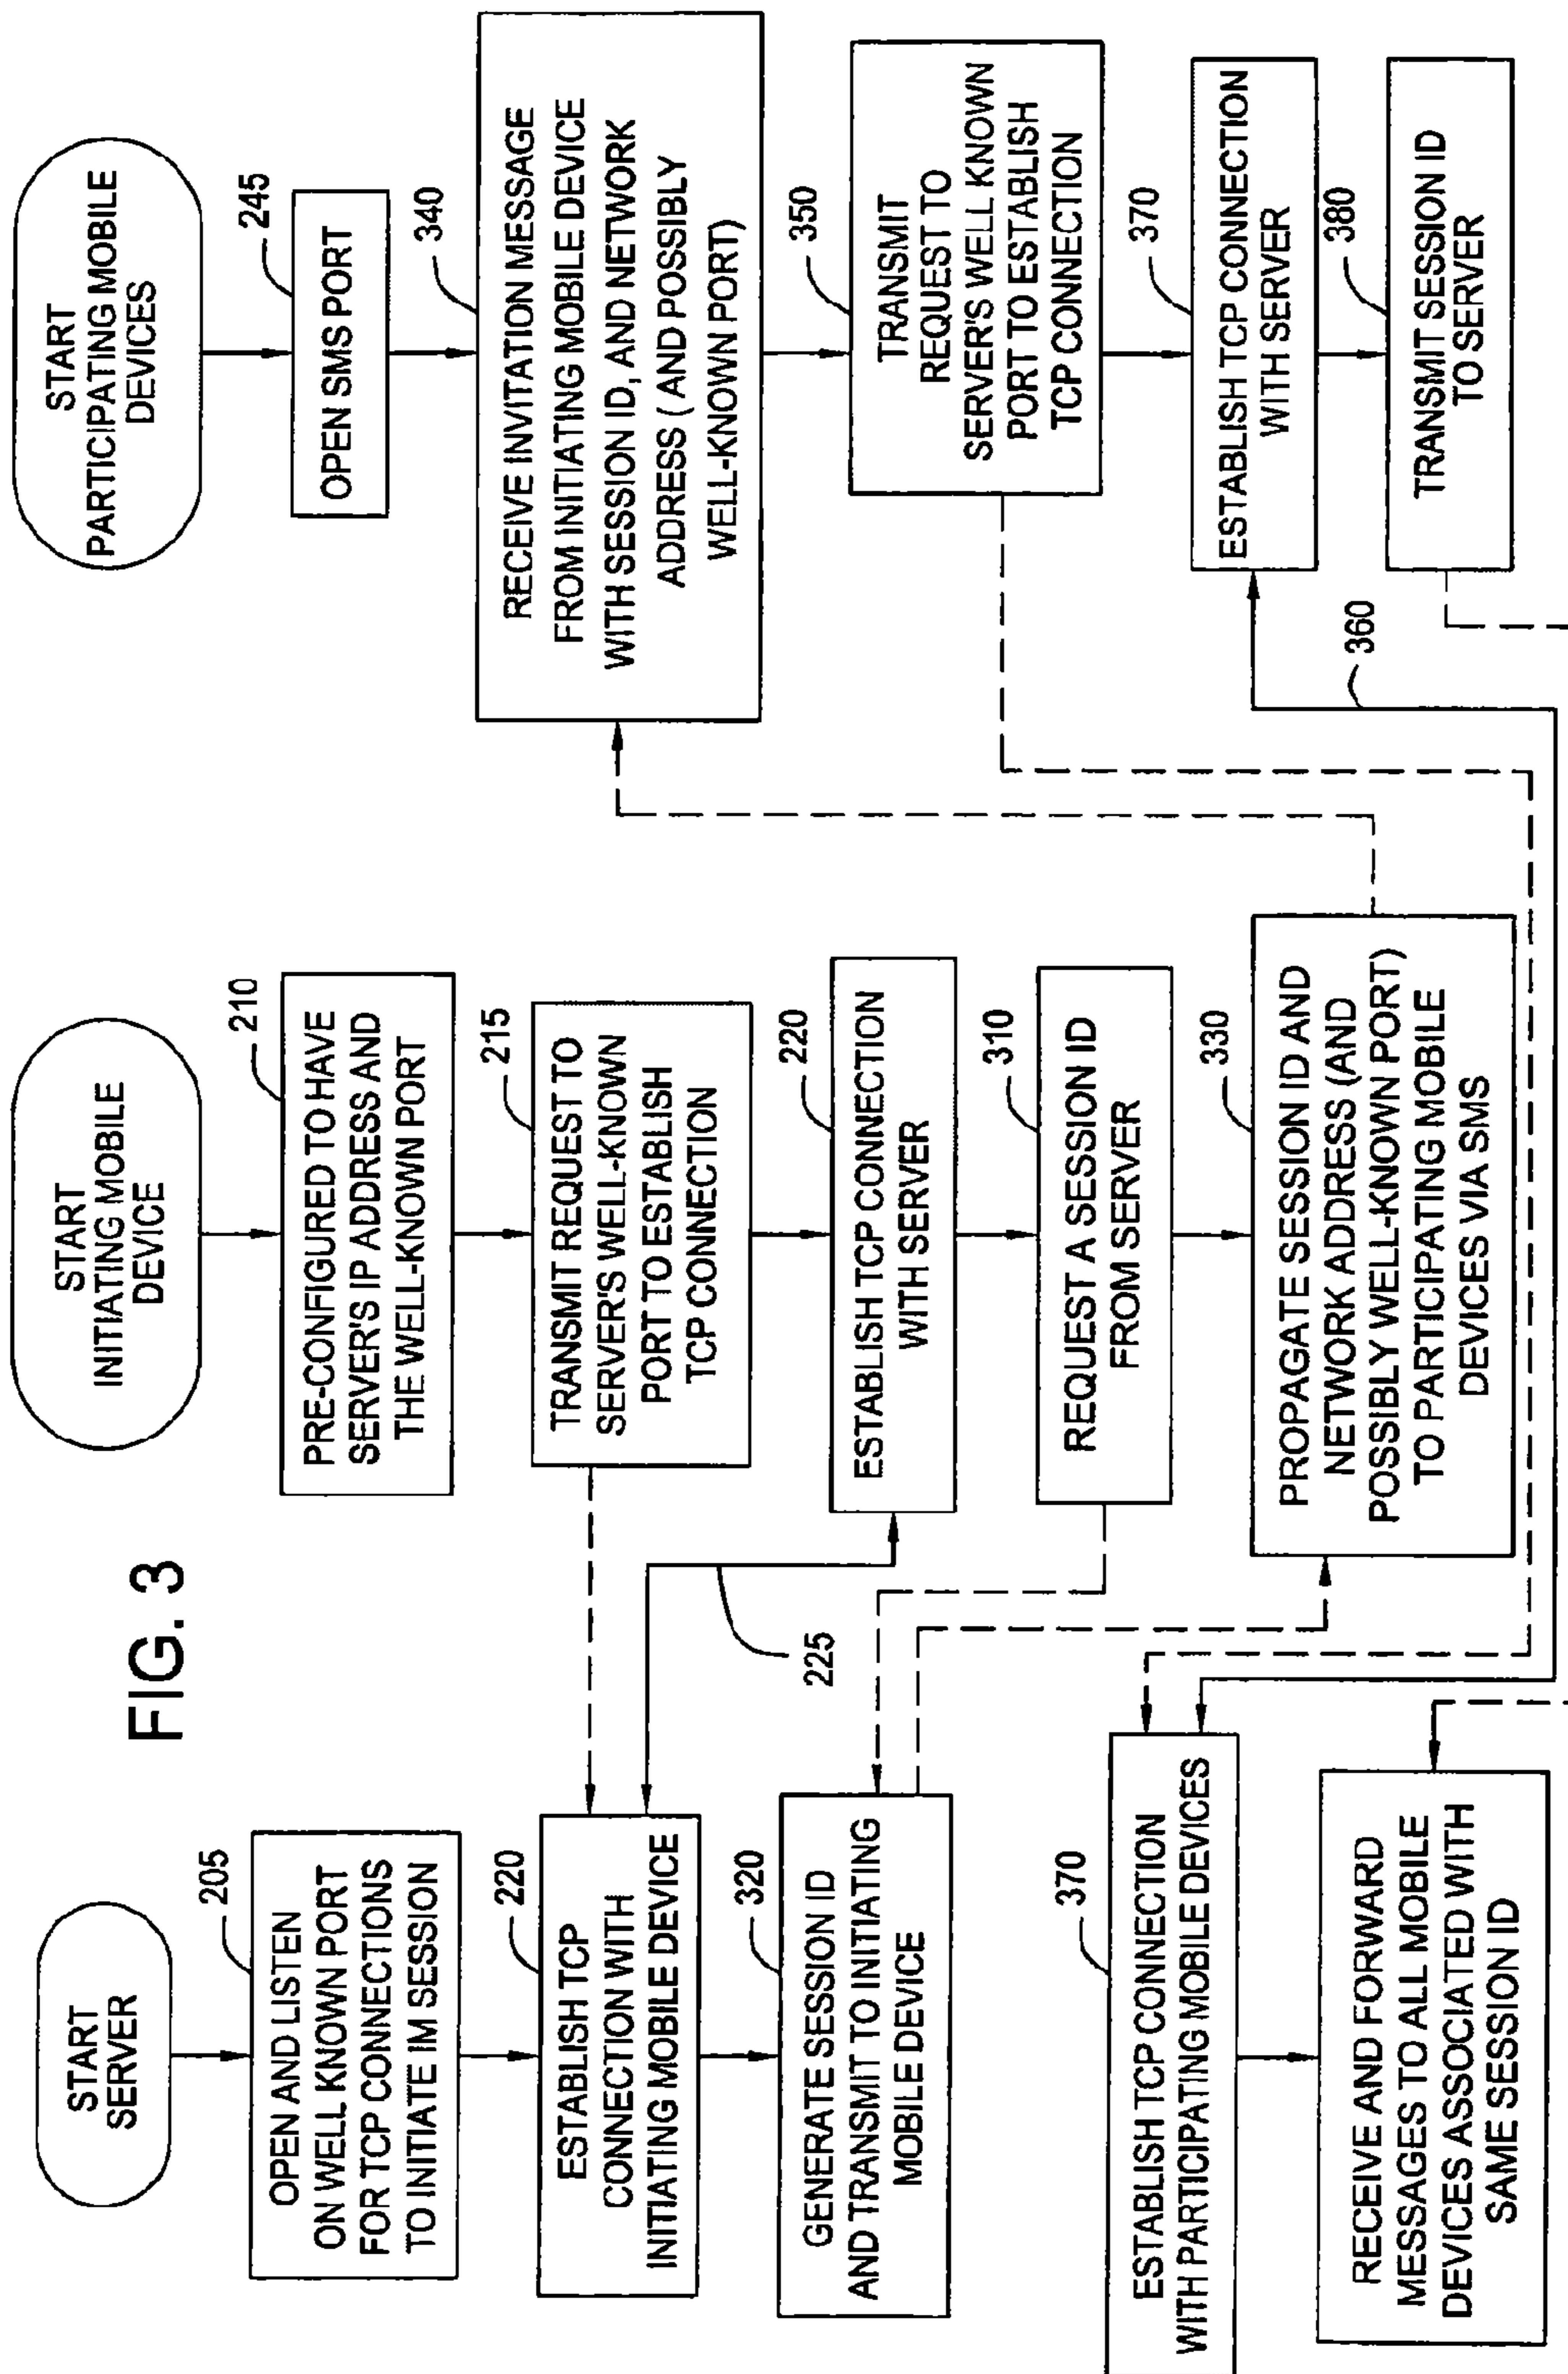 FIG. 3
START
SERVER
205
OPEN AND LISTEN
ON WELL KNOWN PORT
FOR TCP CONNECTIONS
TO INITIATE IM SESSION
220
ESTABLISH TCP
CONNECTION WITH
INITIATING MOBILE DEVICE
320
GENERATE SESSION ID
AND TRANSMIT TO INITIATING
MOBILE DEVICE
370
ESTABLISH TCP CONNECTION
WITH PARTICIPATING MOBILE DEVICES
RECEIVE AND FORWARD
MESSAGES TO ALL MOBILE
DEVICES ASSOCIATED WITH
SAME SESSION ID
225
START
INITIATING MOBILE
DEVICE
210
PRE-CONFIGURED TO HAVE
SERVER'S IP ADDRESS AND
THE WELL-KNOWN PORT
215
TRANSMIT REQUEST TO
SERVER'S WELL-KNOWN
PORT TO ESTABLISH
TCP CONNECTION
220
ESTABLISH TCP CONNECTION
WITH SERVER
310
REQUEST A SESSION ID
FROM SERVER
330
PROPAGATE SESSION ID AND
NETWORK ADDRESS (AND
POSSIBLY WELL-KNOWN PORT)
TO PARTICIPATING MOBILE
DEVICES VIA SMS
START
PARTICIPATING MOBILE
DEVICES
245
OPEN SMS PORT
340
RECEIVE INVITATION MESSAGE
FROM INITIATING MOBILE DEVICE
WITH SESSION ID, AND NETWORK
ADDRESS ( AND POSSIBLY
WELL-KNOWN PORT)
350
TRANSMIT
REQUEST TO
SERVER'S WELL KNOWN
PORT TO ESTABLISH
TCP CONNECTION
370
ESTABLISH TCP CONNECTION
WITH SERVER
380
TRANSMIT SESSION ID
TO SERVER
360